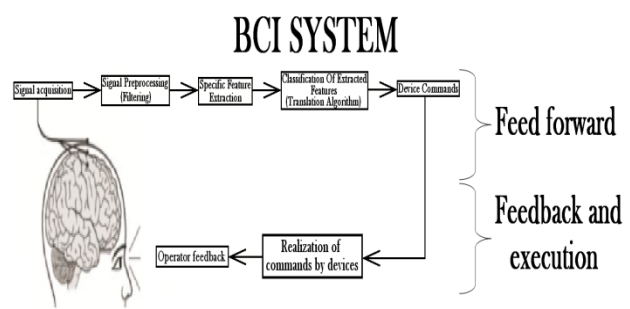 BCI SYSTEM
Signal acquisition
Signal Preprocessing
(Filtering)
Specific Feature
Extraction
Classification Of Extracted
Features
(Translation Algorithm)
Device Commands
Feed forward
Feedback and
execution
Realization of
commands by devices
Operator feedback